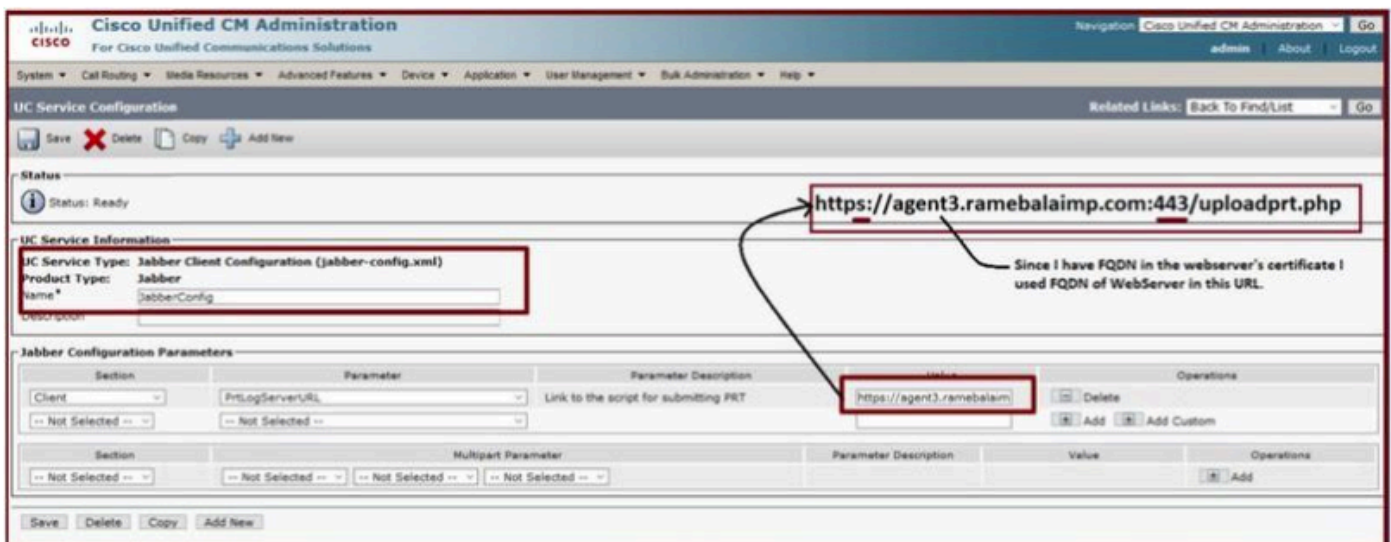 Cisco Unified CM Administration
Navigation Cisco Unified CM Administration Go
CISCO
For Cisco Unified Communications Solutions
admin About Logout
System Call Routing Media Resources Advanced Features Device Application User Management Bulk Administration Help
UC Service Configuration
Related Links: Back To Find/List Go
Save Delete Copy Add New
Status
Status: Ready
https://agent3.ramebalaimp.com:443/uploadprt.php
UC Service Information
UC Service Type: Jabber Client Configuration (jabber-config.xml)
Since I have FQDN in the webserver's certificate I
Product Type: Jabber
used FQDN of WebServer in this URL.
Name* JabberConfig
Description
Jabber Configuration Parameters
Section Parameter Parameter Description Value Operations
Client PrtLogServerURL Link to the script for submitting PRT https://agent3.ramebalaim Delete
-- Not Selected -- -- Not Selected -- Add Add Custom
Section Multipart Parameter Parameter Description Value Operations
-- Not Selected -- -- Not Selected -- -- Not Selected -- -- Not Selected -- Add
Save Delete Copy Add New